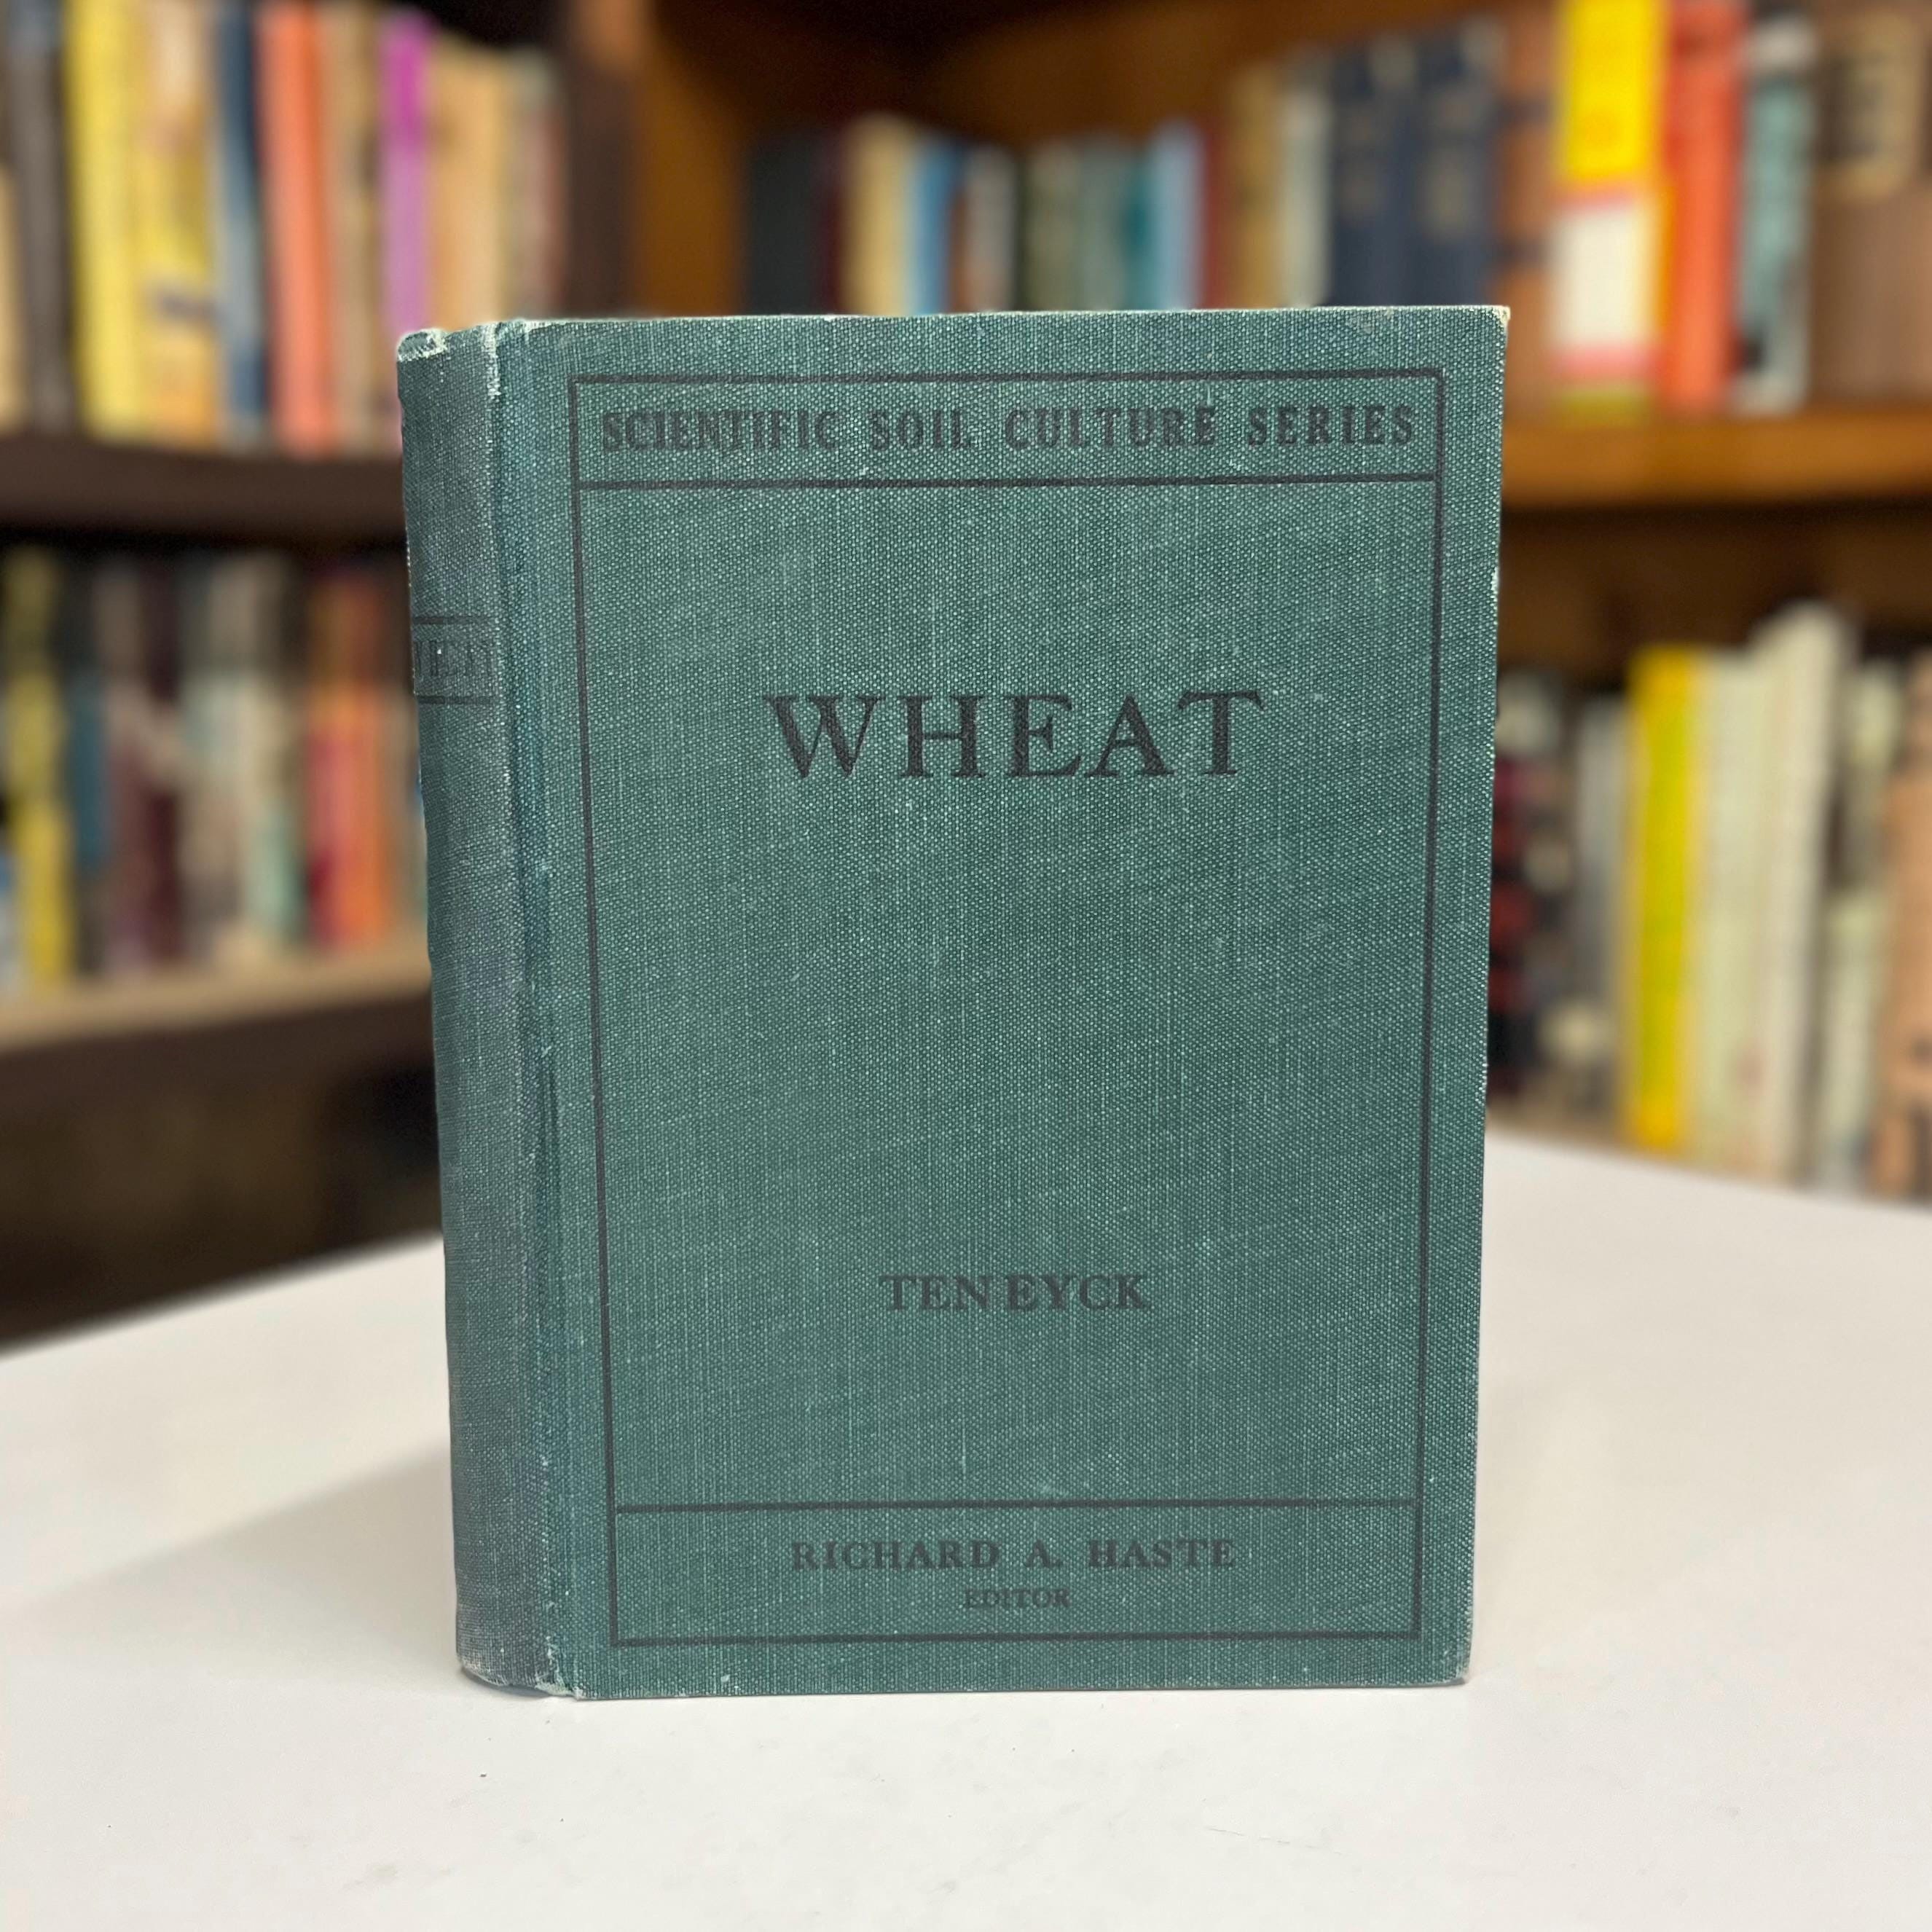 SCIENTIFIC SOIL CULTURE SERIES
WHEAT
TEN EYCK
RICHARD A. HASTE
EDITOR